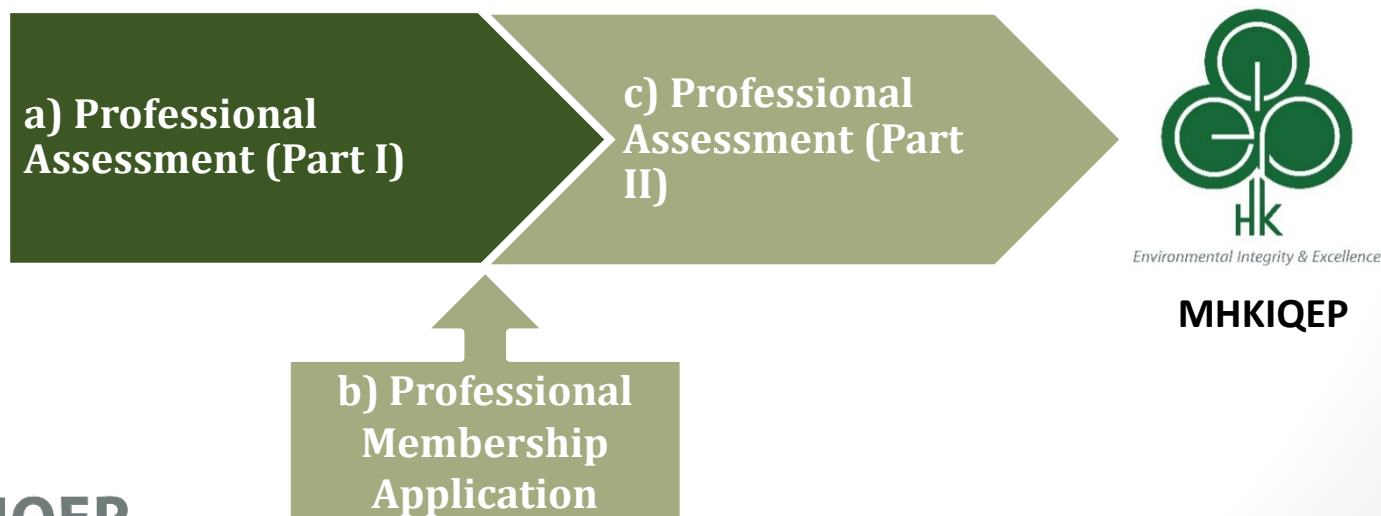 a) Professional
Assessment (Part I)
c) Professional
Assessment (Part
II)
HK
Environmental Integrity & Excellence
MHKIQEP
b) Professional
Membership
Application